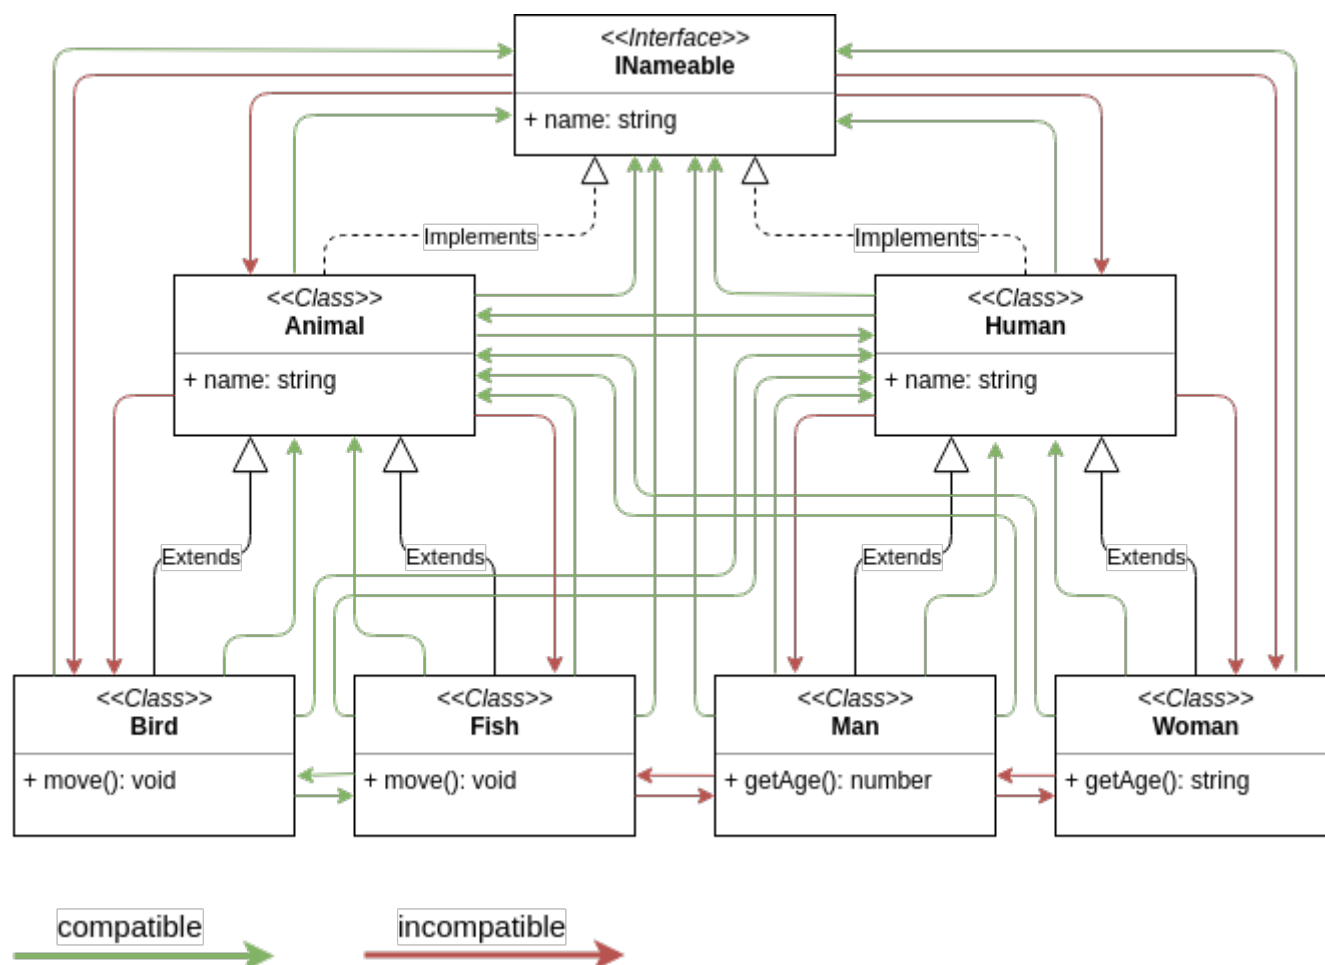 <<Interface>>
INameable
+ name: string
Implements
Implements
<<Class>>
Animal
+ name: string
<<Class>>
Human
+ name: string
Extends
Extends
Extends
Extends
<<Class>>
Bird
+ move(): void
<<Class>>
Fish
+ move(): void
<<Class>>
Man
+ getAge(): number
<<Class>>
Woman
+ getAge(): string
compatible
incompatible